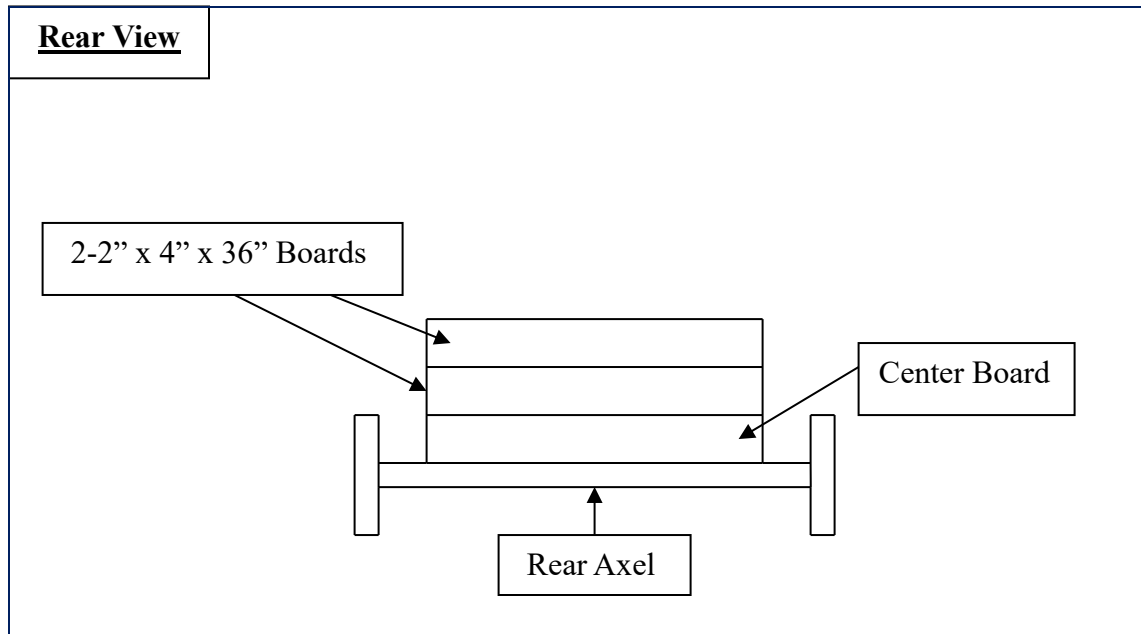 Rear View
2-2” x 4” x 36” Boards
Center Board
Rear Axel